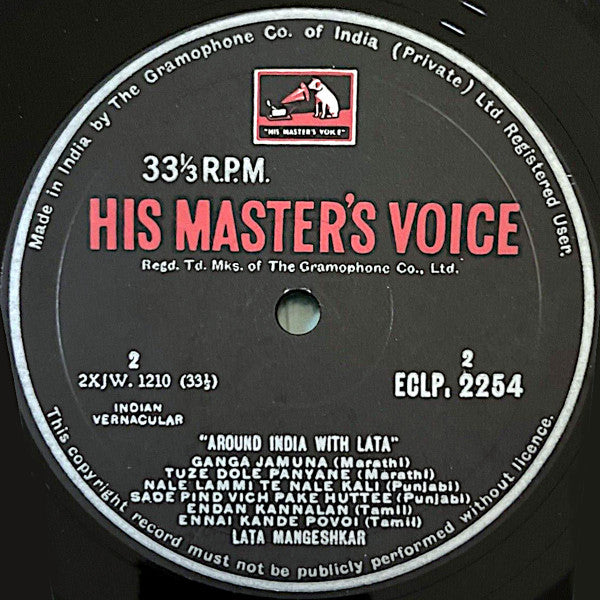 Made in India by The Gramophone Co. of India (Private) Ltd. Registered User.
"HIS MASTER'S VOICE"
33⅓ R.P.M.
HIS MASTER'S VOICE
Regd. Td. Mks. of The Gramophone Co., Ltd.
2
2XJW. 1210 (33⅓)
2
ECLP. 2254
INDIAN
VERNACULAR
"AROUND INDIA WITH LATA"
GANGA JAMUNA (Marathi)
TUZE DOLE PANYANE (Marathi)
NALE LAMMI TE NALE KALI (Punjabi)
SADE PIND VICH PAKE HUTTEE (Punjabi)
ENDAN KANNALAN (Tamil)
ENNAI KANDE POVOI (Tamil)
LATA MANGESHKAR
This copyright record must not be publicly performed without licence.